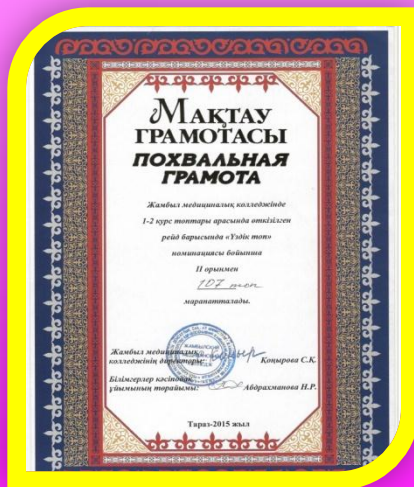 МАҚТАУ
ГРАМОТАСЫ
ПОХВАЛЬНАЯ
ГРАМОТА
Жамбыл медициналық колледжінде
1-2 курс топтары арасында өткізілген
рейд барысында «Үздік топ»
номинациясы бойынша
II орынмен
107 топ
марапатталады.
Жамбыл медициналық
колледжінің директоры: Қоңырова С.Қ.
Білімгерлер кәсіподақ
ұйымының төрайымы: Абдрахманова Н.Р.
Тараз-2015 жыл